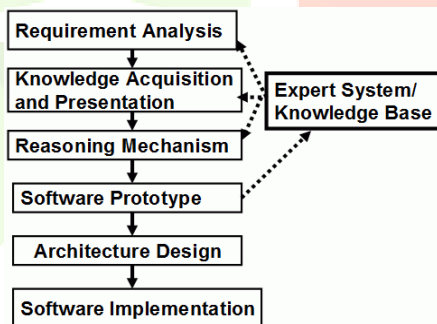 Requirement Analysis
Knowledge Acquisition
and Presentation
Expert System/
Knowledge Base
Reasoning Mechanism
Software Prototype
Architecture Design
Software Implementation